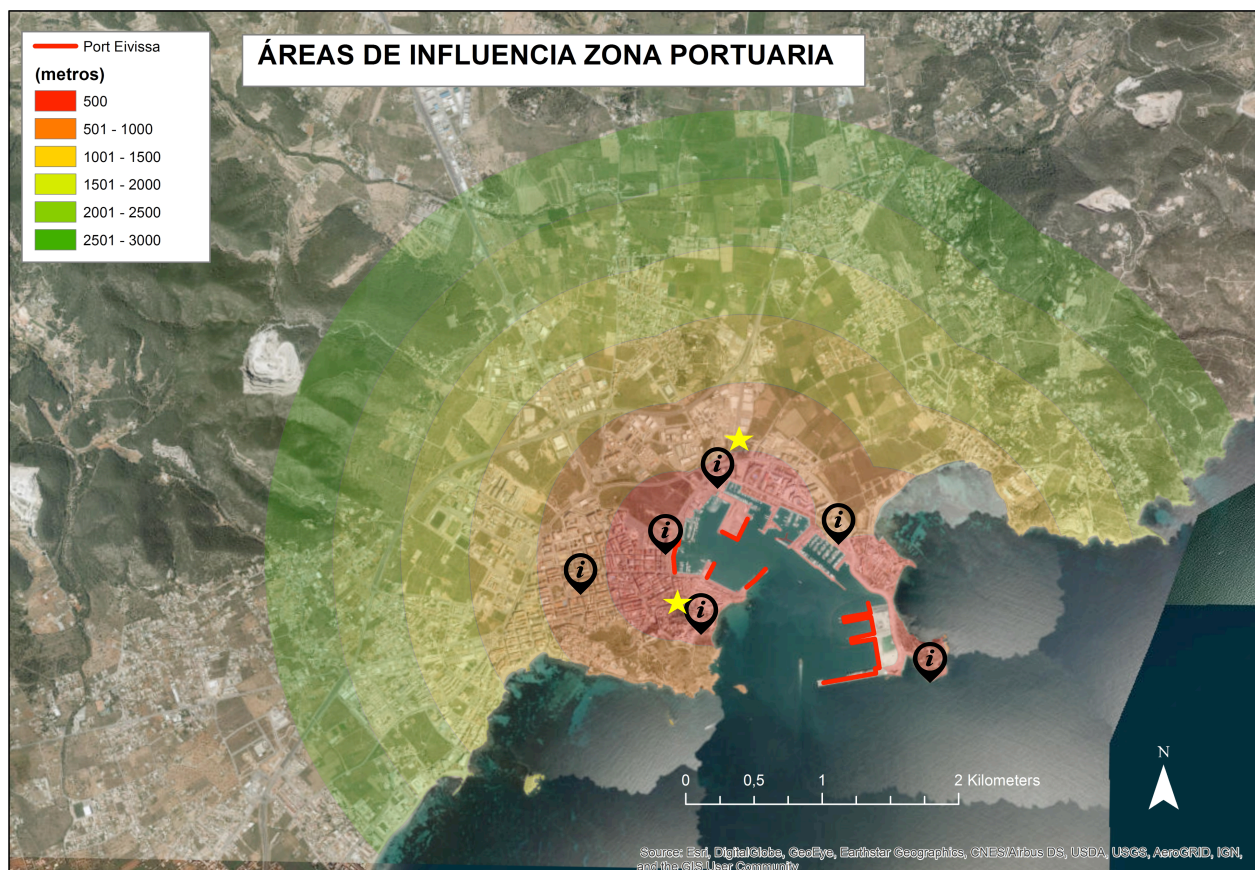 ÁREAS DE INFLUENCIA ZONA PORTUARIA
Port Eivissa
(metros)
500
501 - 1000
1001 - 1500
1501 - 2000
2001 - 2500
2501 - 3000
i
i
i
i
i
i
N
0 0,5 1 2 Kilometers
Source: Esri, DigitalGlobe, GeoEye, Earthstar Geographics, CNES/Airbus DS, USDA, USGS, AeroGRID, IGN,
and the GIS User Community